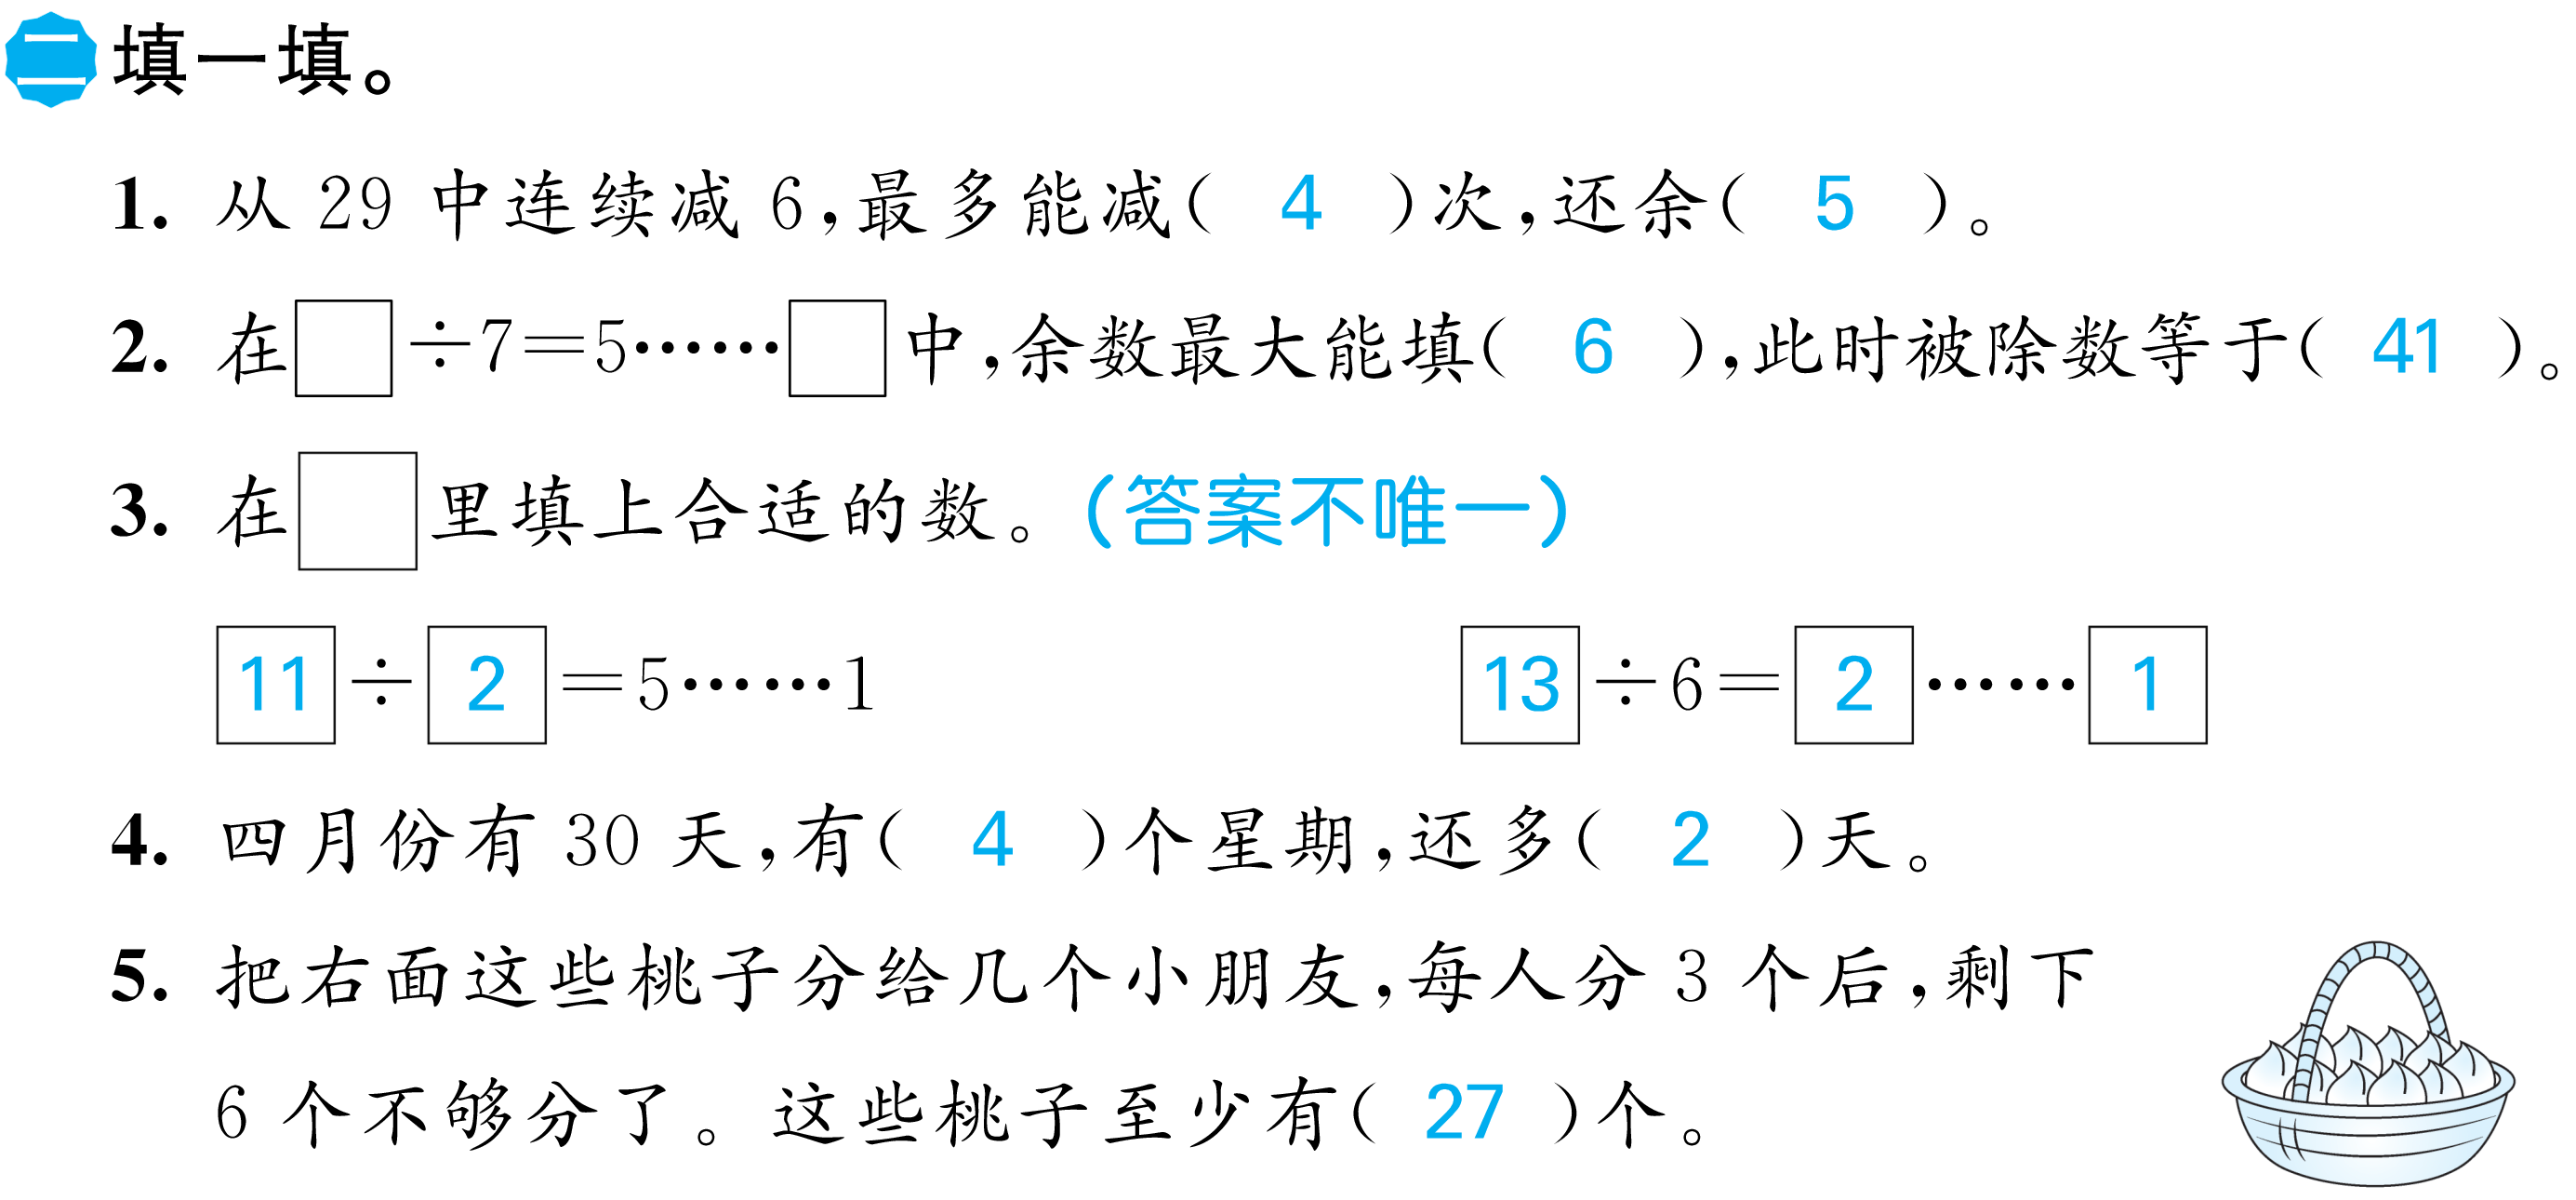 二 填一填。
1. 从 29 中连续减 6,最多能减( 4 )次,还余( 5 )。
2. 在□÷7=5……□中,余数最大能填( 6 ),此时被除数等于( 41 )。
3. 在□里填上合适的数。(答案不唯一)
11÷2=5……1 13÷6=2……1
4. 四月份有 30 天,有( 4 )个星期,还多( 2 )天。
5. 把右面这些桃子分给几个小朋友,每人分 3 个后,剩下
6 个不够分了。这些桃子至少有( 27 )个。